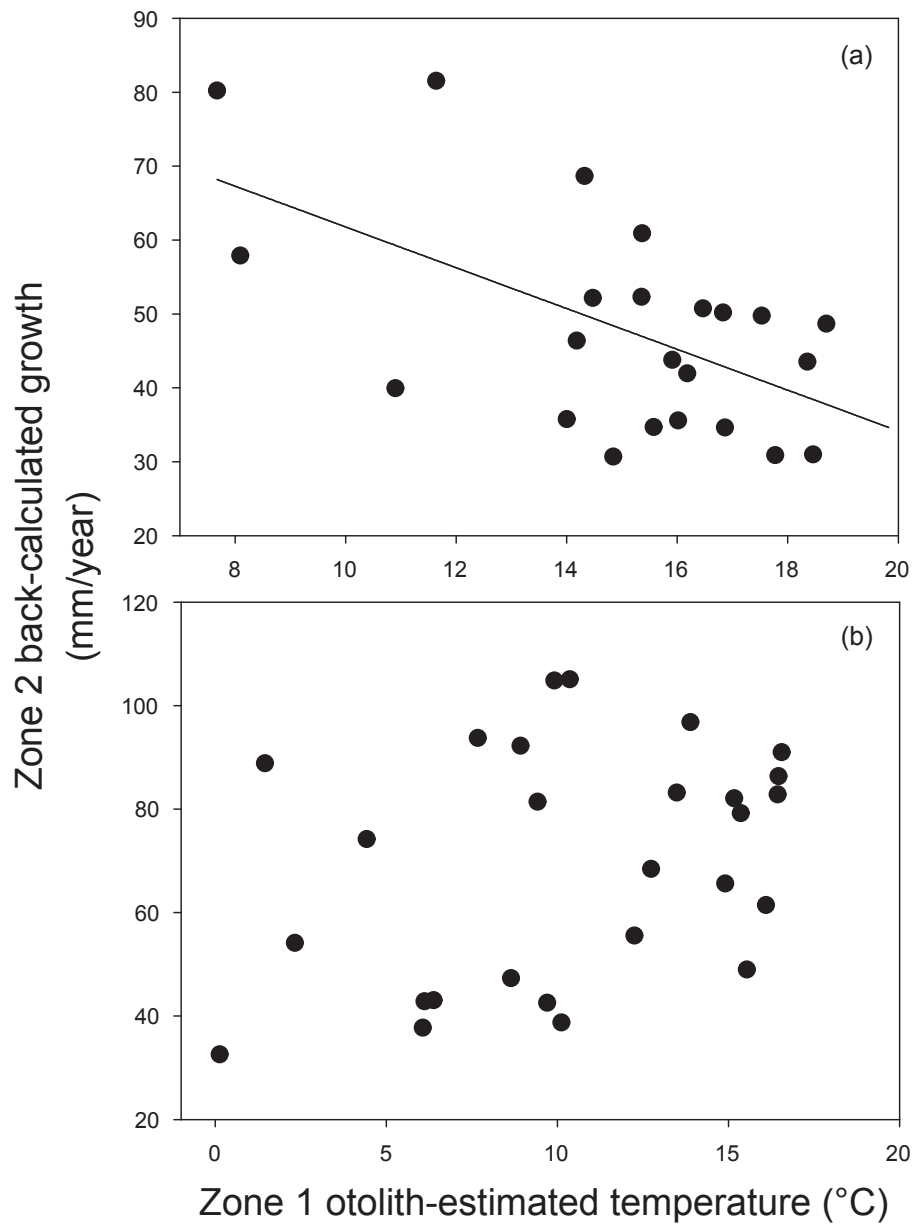 90
80
70
60
50
40
30
20
(a)
8 10 12 14 16 18 20
120
100
80
60
40
20
(b)
0 5 10 15 20
Zone 2 back-calculated growth
(mm/year)
Zone 1 otolith-estimated temperature (°C)